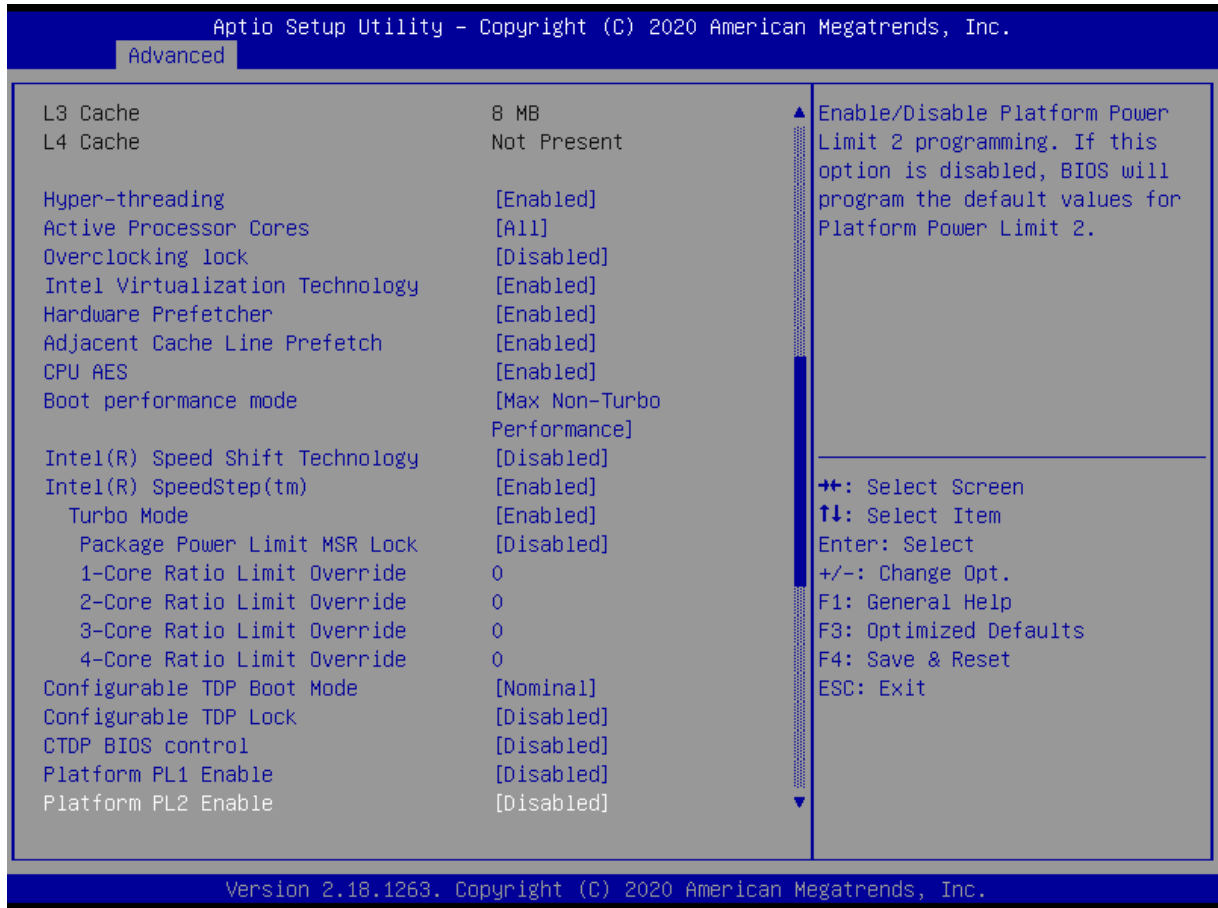 Aptio Setup Utility – Copyright (C) 2020 American Megatrends, Inc.
Advanced
L3 Cache 8 MB
L4 Cache Not Present
Hyper-threading [Enabled]
Active Processor Cores [All]
Overclocking lock [Disabled]
Intel Virtualization Technology [Enabled]
Hardware Prefetcher [Enabled]
Adjacent Cache Line Prefetch [Enabled]
CPU AES [Enabled]
Boot performance mode [Max Non-Turbo
Performance]
Intel(R) Speed Shift Technology [Disabled]
Intel(R) SpeedStep(tm) [Enabled]
Turbo Mode [Enabled]
Package Power Limit MSR Lock [Disabled]
1-Core Ratio Limit Override 0
2-Core Ratio Limit Override 0
3-Core Ratio Limit Override 0
4-Core Ratio Limit Override 0
Configurable TDP Boot Mode [Nominal]
Configurable TDP Lock [Disabled]
CTDP BIOS control [Disabled]
Platform PL1 Enable [Disabled]
Platform PL2 Enable [Disabled]
Enable/Disable Platform Power
Limit 2 programming. If this
option is disabled, BIOS will
program the default values for
Platform Power Limit 2.
→←: Select Screen
↑↓: Select Item
Enter: Select
+/-: Change Opt.
F1: General Help
F3: Optimized Defaults
F4: Save & Reset
ESC: Exit
Version 2.18.1263. Copyright (C) 2020 American Megatrends, Inc.